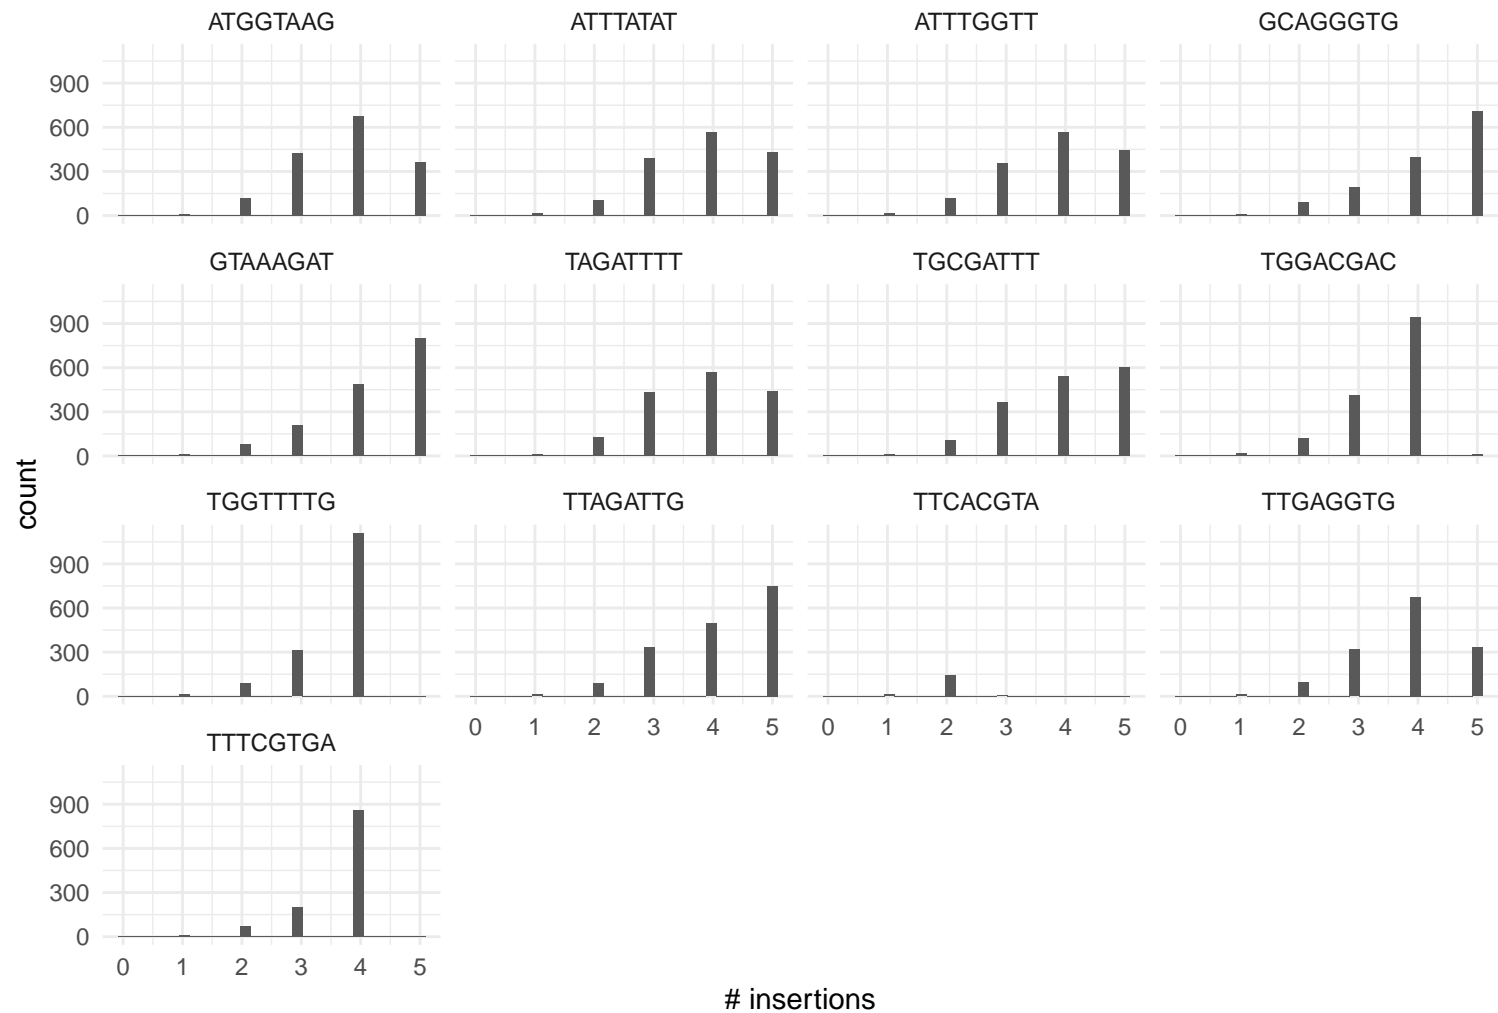 ATGGTAAG ATTTATAT ATTTGGTT GCAGGGTG
900
600
300
0
GTAAAGAT TAGATTTT TGCGATTT TGGACGAC
900
600
300
0
count
TGGTTTTG TTAGATTG TTCACGTA TTGAGGTG
900
600
300
0
0 1 2 3 4 5 0 1 2 3 4 5 0 1 2 3 4 5
TTTCGTGA
900
600
300
0
0 1 2 3 4 5
# insertions